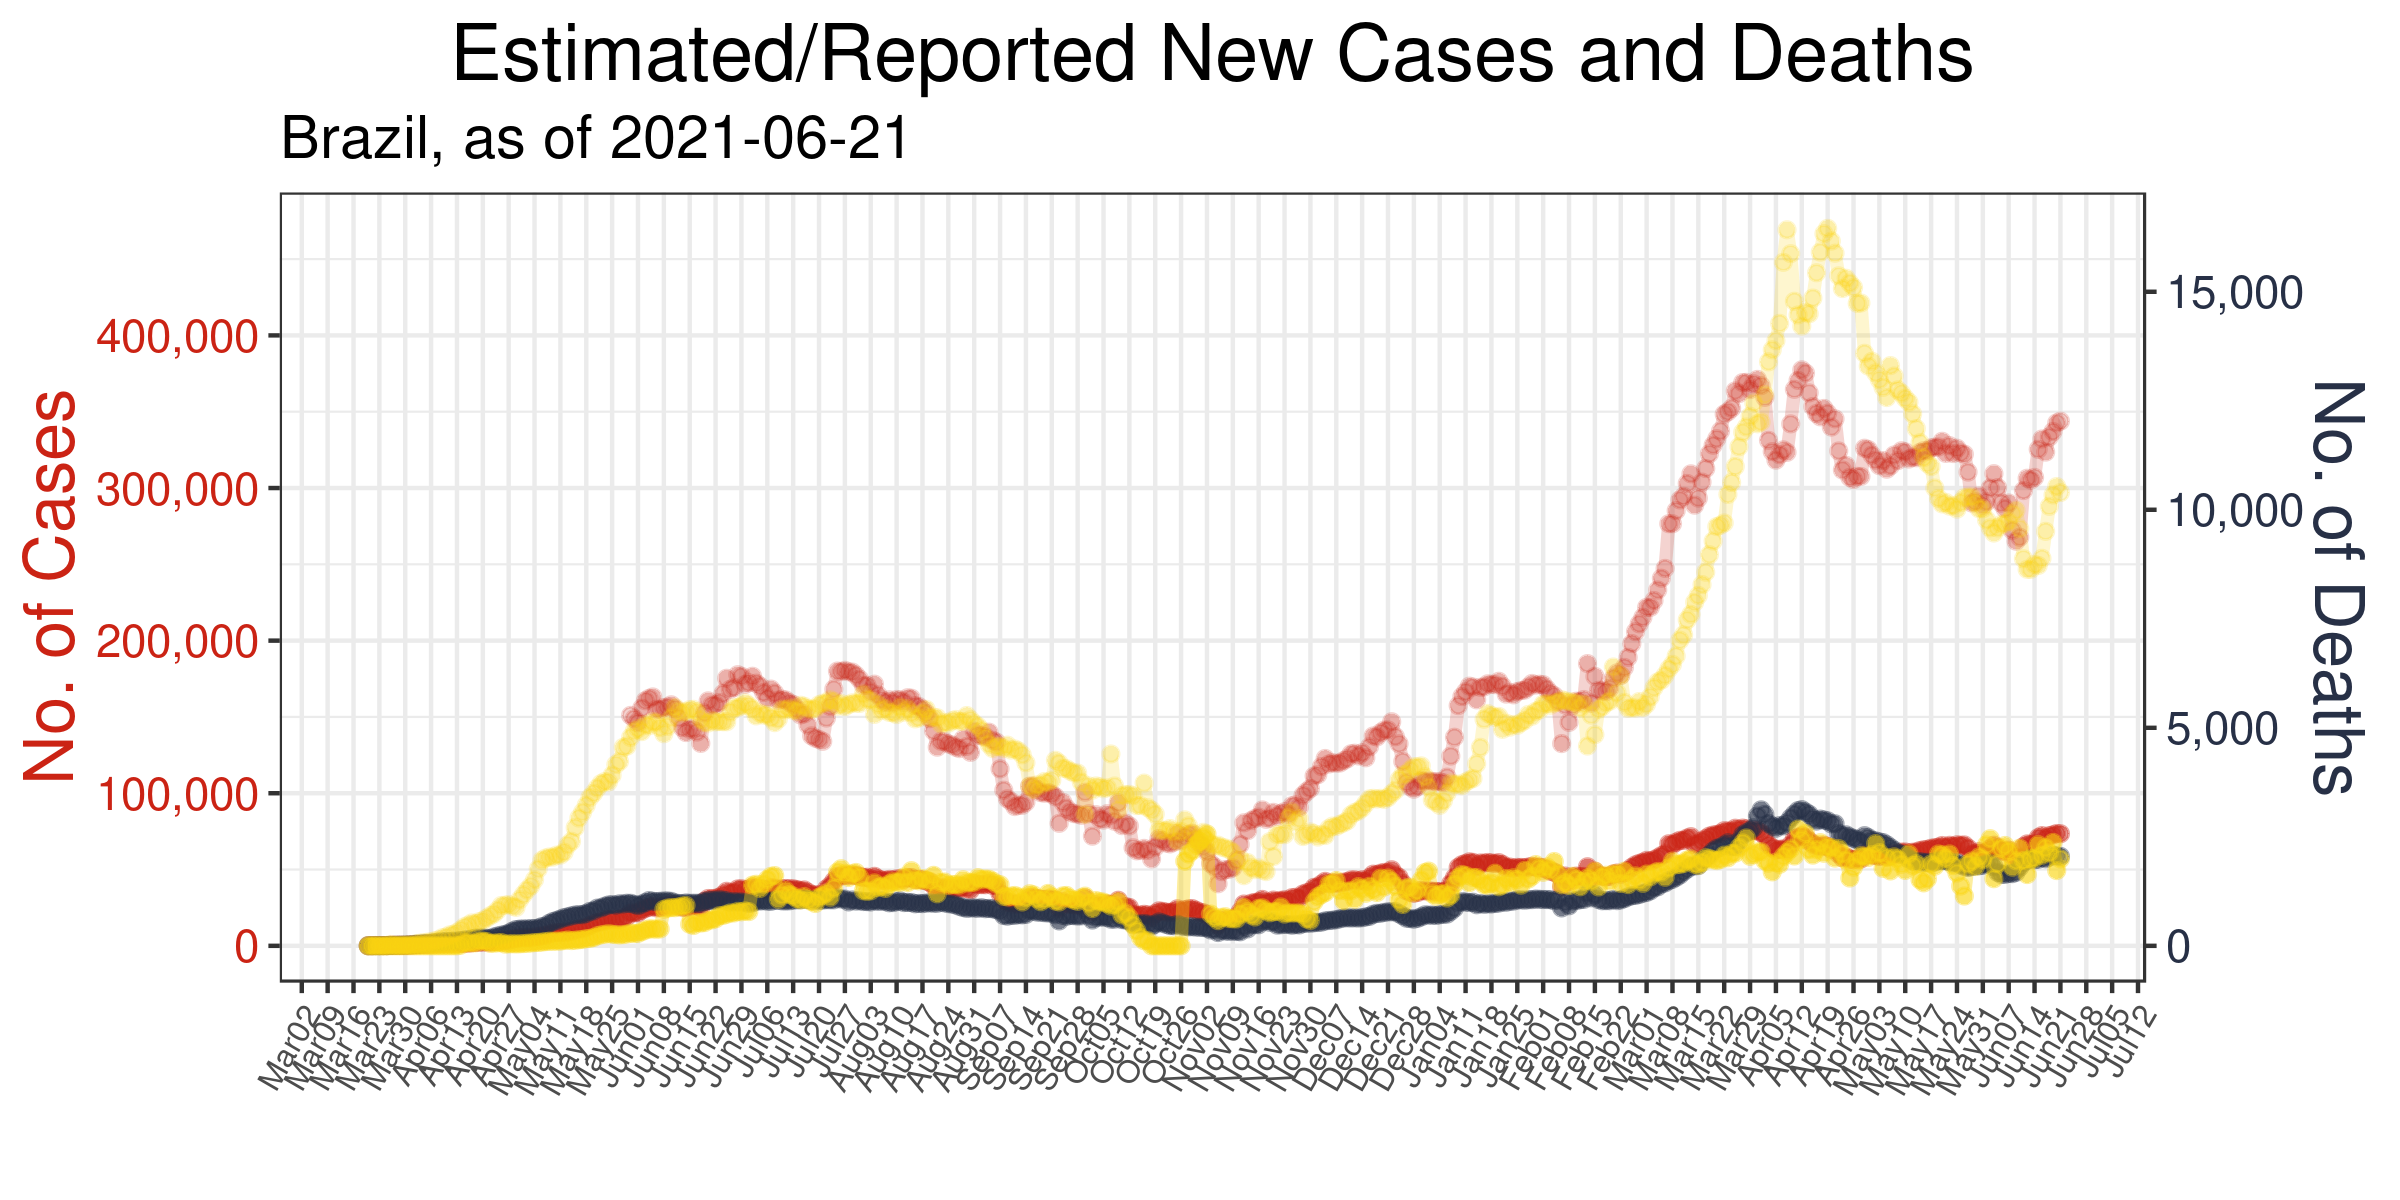 Estimated/Reported New Cases and Deaths
Brazil, as of 2021-06-21
No. of Cases
400,000
300,000
200,000
100,000
0
15,000
10,000
5,000
0
No. of Deaths
Mar02
Mar09
Mar16
Mar23
Mar30
Apr06
Apr13
Apr20
Apr27
May04
May11
May18
May25
Jun01
Jun08
Jun15
Jun22
Jun29
Jul06
Jul13
Jul20
Jul27
Aug03
Aug10
Aug17
Aug24
Aug31
Sep07
Sep14
Sep21
Sep28
Oct05
Oct12
Oct19
Oct26
Nov02
Nov09
Nov16
Nov23
Nov30
Dec07
Dec14
Dec21
Dec28
Dec04
Jan11
Jan18
Jan25
Feb01
Feb08
Feb15
Feb22
Mar01
Mar08
Mar15
Mar22
Mar29
Mar05
Apr12
Apr19
Apr26
Apr03
May10
May17
May24
May31
May07
Jun14
Jun21
Jun28
Jun05
Jul12